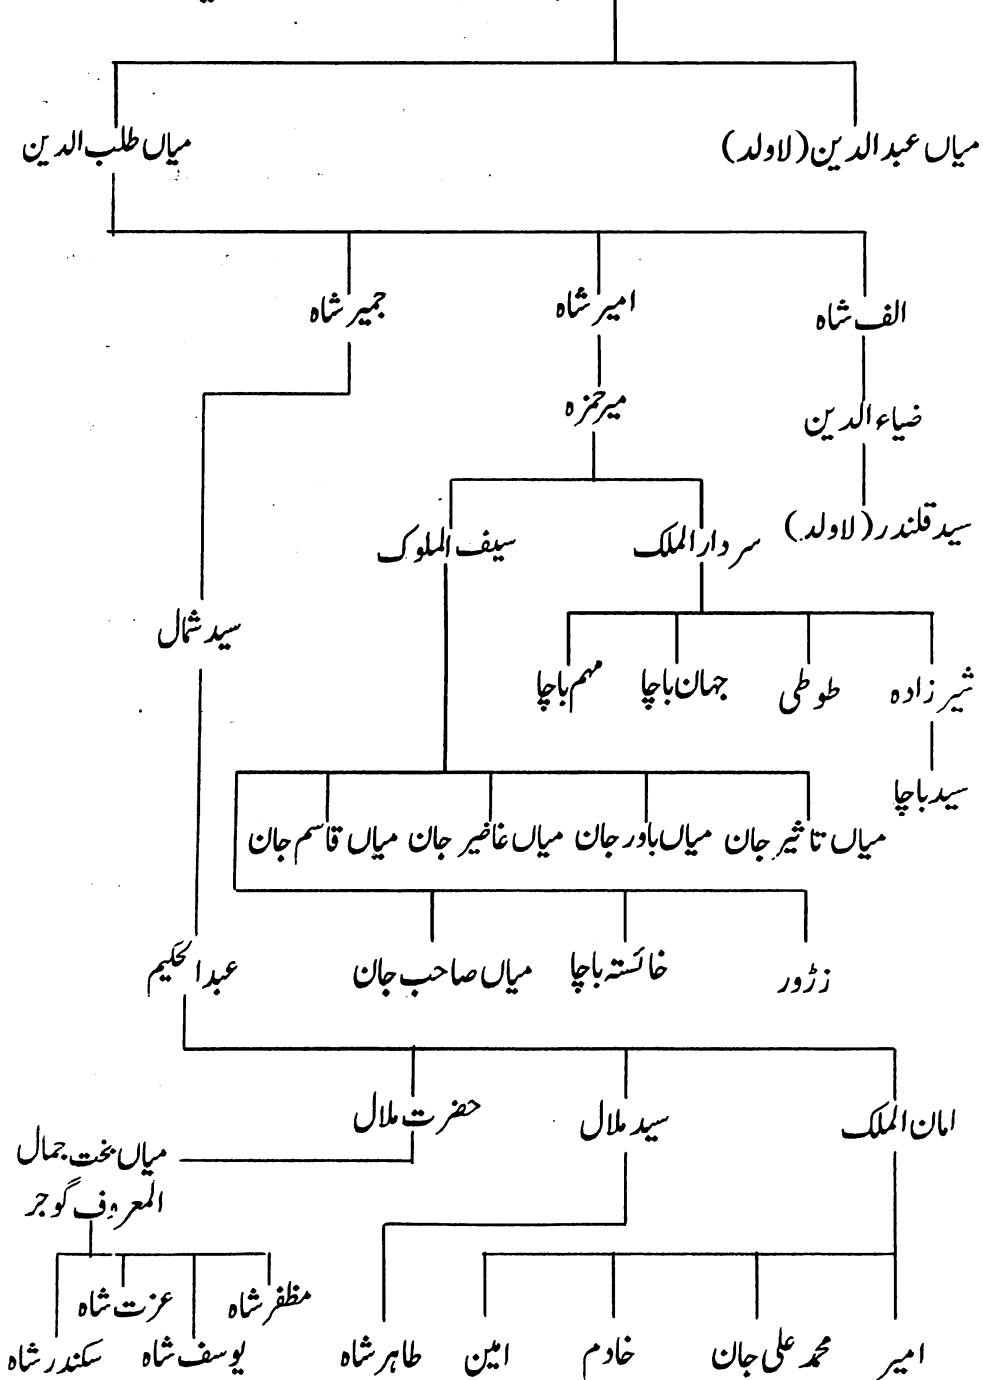 میاں عبدالدین (لاولد) میاں طلب الدین
الف شاہ امیر شاہ جمیر شاہ
ضیاء الدین میر حمزہ
سید قلندر (لاولد) سردار الملک سیف الملوک
سید شمال
شیر زادہ طوطی جہان باچا مہم باچا
سید باچا
میاں تاثیر جان میاں باور جان میاں غاضیر جان میاں قاسم جان
زڑور خائستہ باچا میاں صاحب جان عبدالحکیم
امان الملک سید ملال حضرت ملال
میاں بخت جمال
المعروف گوجر
مظفر شاہ عزت شاہ
امیر محمد علی جان خادم امین طاہر شاہ یوسف شاہ سکندر شاہ